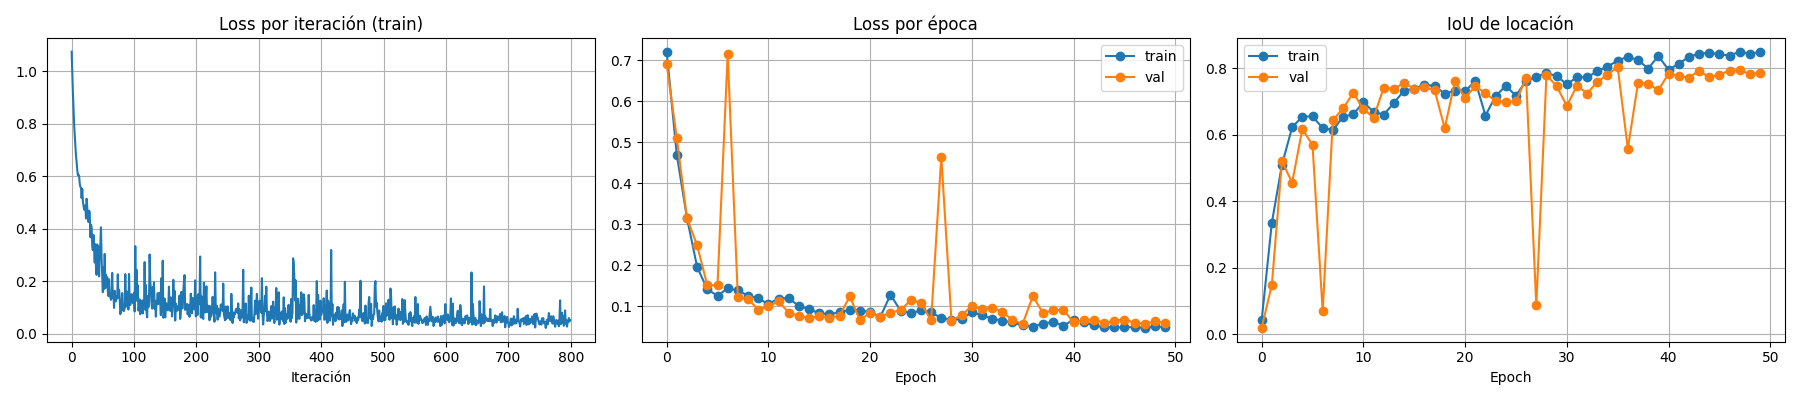 Loss por iteración (train)
1.0
0.8
0.6
0.4
0.2
0.0
0 100 200 300 400 500 600 700 800
Iteración
Loss por época
train
val
0.7
0.6
0.5
0.4
0.3
0.2
0.1
0 10 20 30 40 50
Epoch
IoU de locación
train
val
0.8
0.6
0.4
0.2
0.0
0 10 20 30 40 50
Epoch